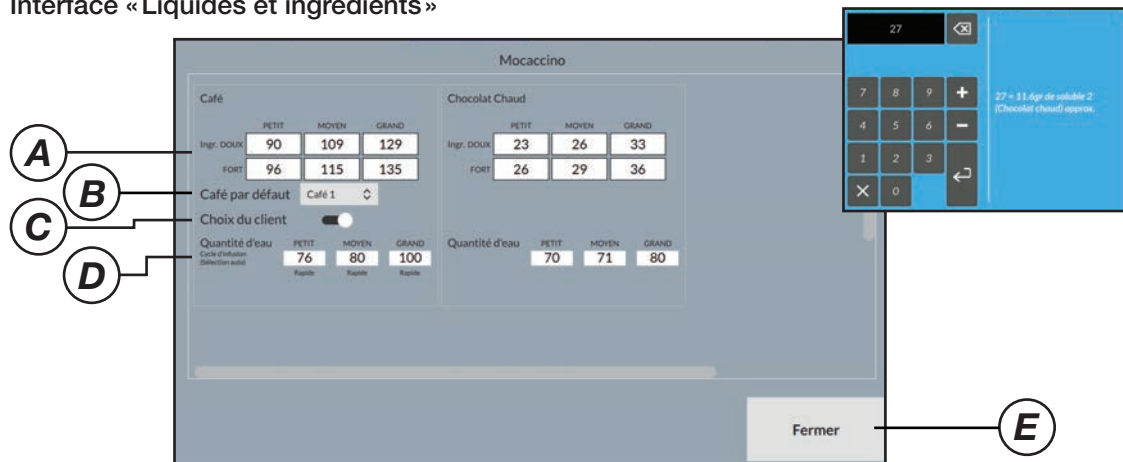 Interface «Liquides et ingrédients»
Mocaccino
Café
PETIT MOYEN GRAND
Ingr. DOUX 90 109 129
FORT 96 115 135
Café par défaut Café 1
Choix du client
Quantité d'eau PETIT MOYEN GRAND
Cycle d'infusion
(Sélection auto)
76 80 100
Rapide Rapide Rapide
Chocolat Chaud
PETIT MOYEN GRAND
Ingr. DOUX 23 26 33
FORT 26 29 36
Quantité d'eau PETIT MOYEN GRAND
70 71 80
Fermer
A
B
C
D
E
27
27 = 11.6gr de soluble 2
(Chocolat chaud) approx.
7 8 9 +
4 5 6 −
1 2 3
X 0